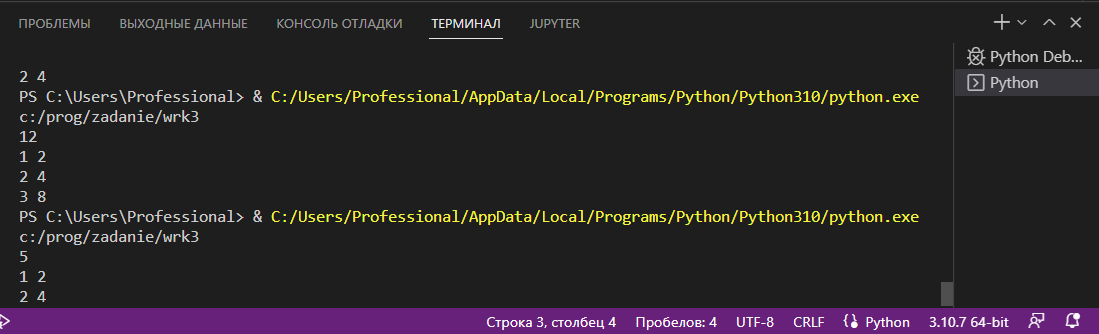 ПРОБЛЕМЫ ВЫХОДНЫЕ ДАННЫЕ КОНСОЛЬ ОТЛАДКИ ТЕРМИНАЛ JUPYTER
2 4
PS C:\Users\Professional> & C:/Users/Professional/AppData/Local/Programs/Python/Python310/python.exe
c:/prog/zadanie/wrk3
12
1 2
2 4
3 8
PS C:\Users\Professional> & C:/Users/Professional/AppData/Local/Programs/Python/Python310/python.exe
c:/prog/zadanie/wrk3
5
1 2
2 4
Python Deb...
Python
Строка 3, столбец 4 Пробелов: 4 UTF-8 CRLF Python 3.10.7 64-bit